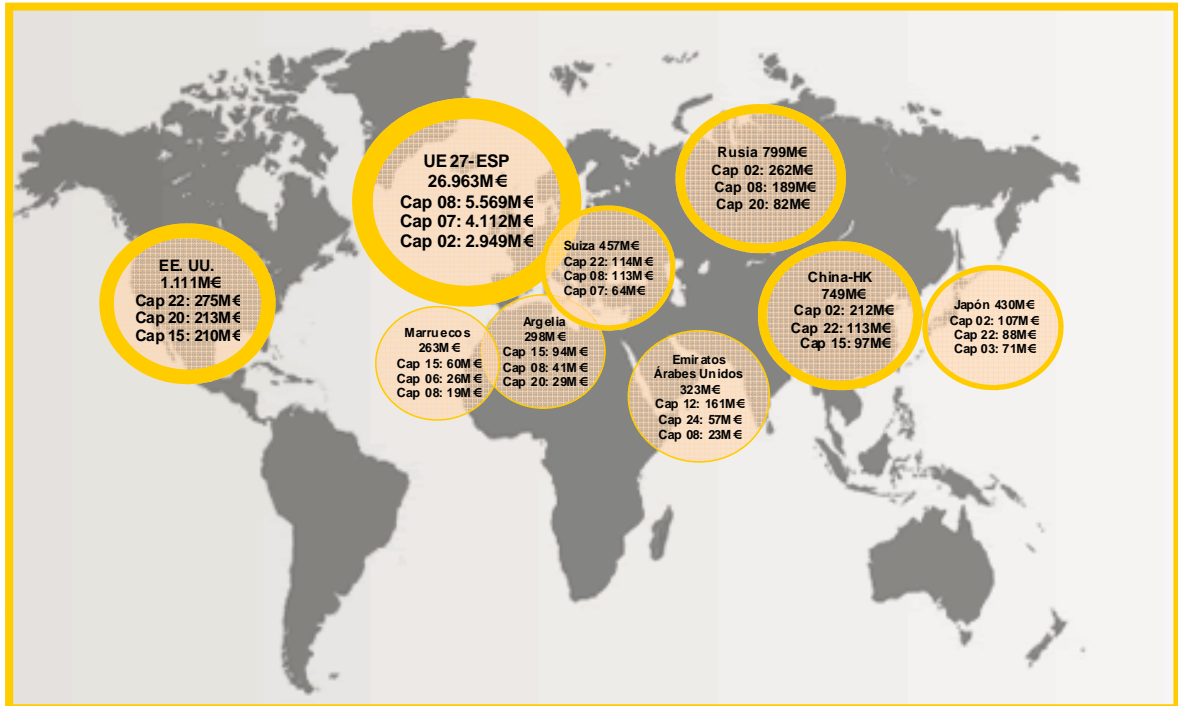 UE 27-ESP
26.963M€
Cap 08: 5.569M€
Cap 07: 4.112M€
Cap 02: 2.949M€
Rusia 799M€
Cap 02: 262M€
Cap 08: 189M€
Cap 20: 82M€
EE. UU.
1.111M€
Cap 22: 275M€
Cap 20: 213M€
Cap 15: 210M€
Suiza 457M€
Cap 22: 114M€
Cap 08: 113M€
Cap 07: 64M€
China-HK
749M€
Cap 02: 212M€
Cap 22: 113M€
Cap 15: 97M€
Japón 430M€
Cap 02: 107M€
Cap 22: 88M€
Cap 03: 71M€
Marruecos
263M€
Cap 15: 60M€
Cap 06: 26M€
Cap 08: 19M€
Argelia
298M€
Cap 15: 94M€
Cap 08: 41M€
Cap 20: 29M€
Emiratos
Árabes Unidos
323M€
Cap 12: 161M€
Cap 24: 57M€
Cap 08: 23M€